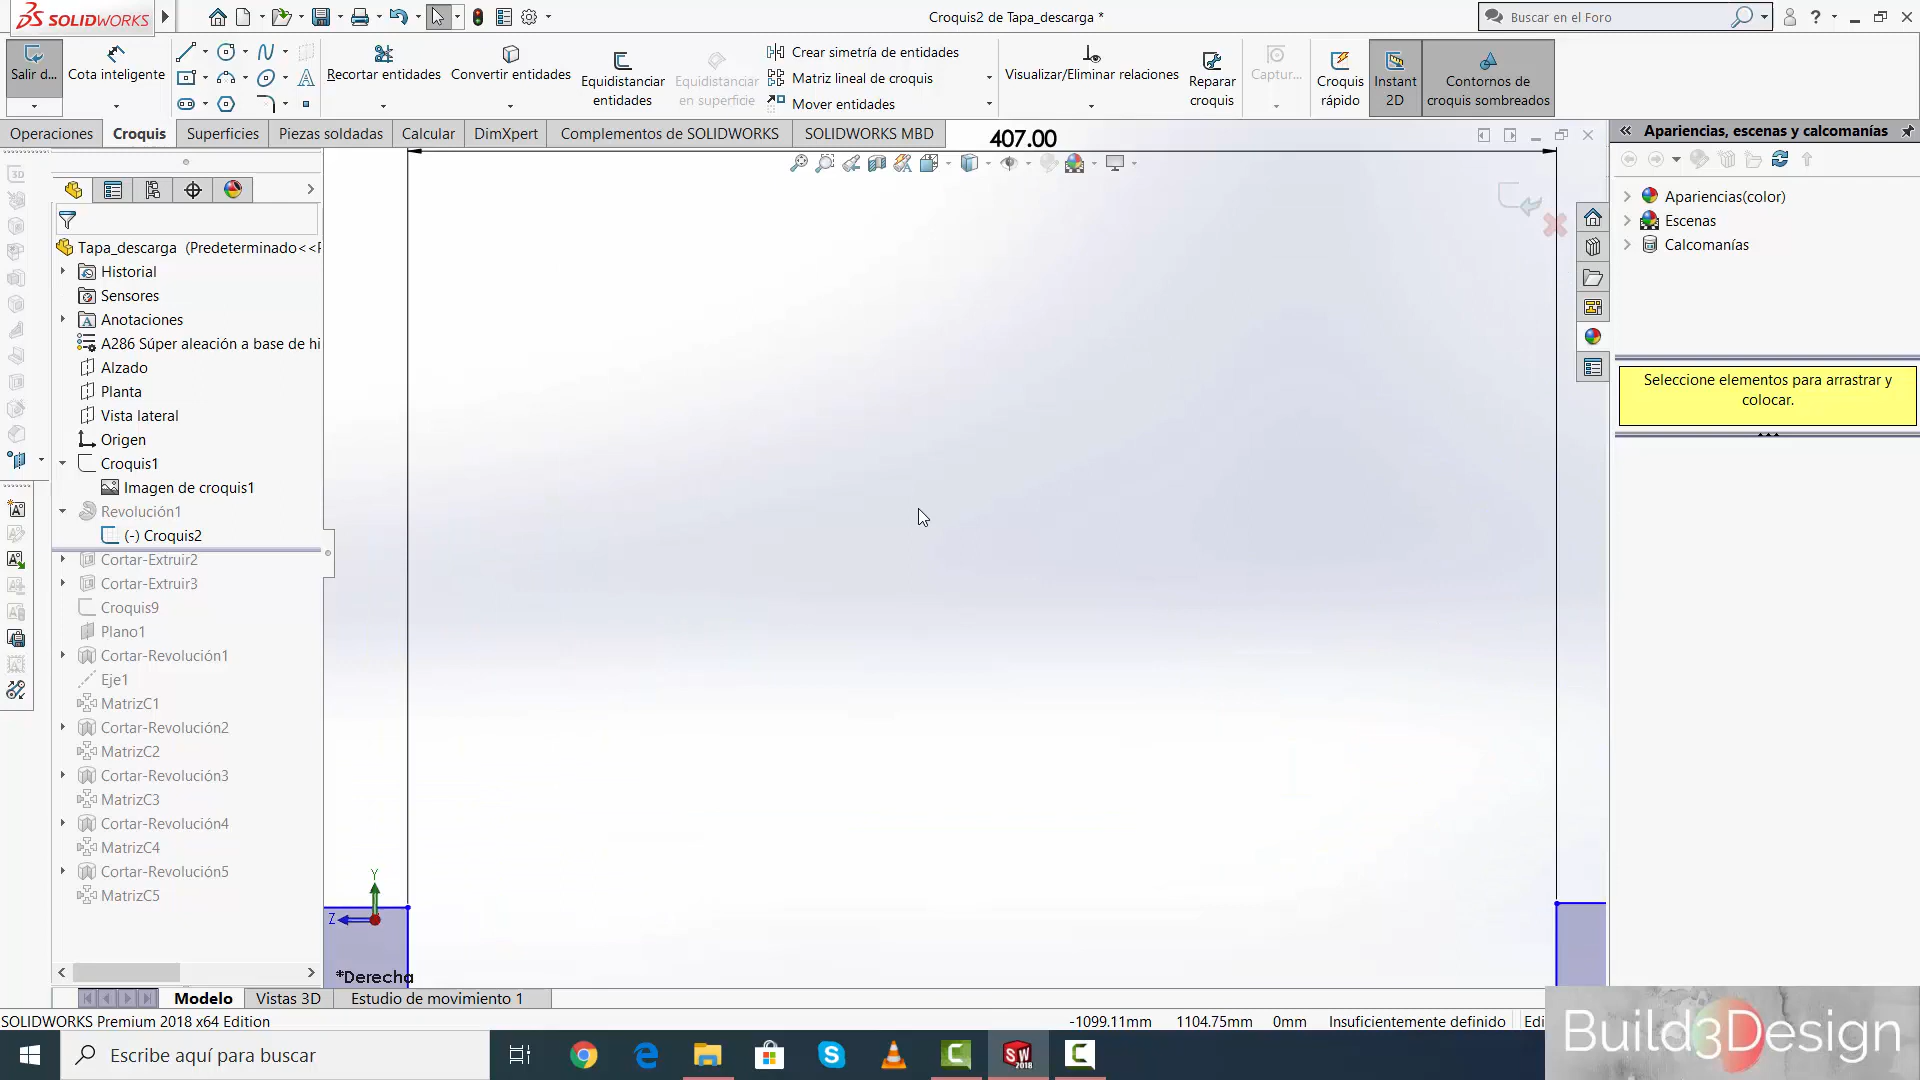 SOLIDWORKS
Croquis2 de Tapa_descarga *
Buscar en el Foro
Salir d...
Cota inteligente
Recortar entidades
Convertir entidades
Equidistanciar
entidades
Equidistanciar
en superficie
Crear simetría de entidades
Matriz lineal de croquis
Mover entidades
Visualizar/Eliminar relaciones
Reparar
croquis
Captur...
Croquis
rápido
Instant
2D
Contornos de
croquis sombreados
Operaciones
Croquis
Superficies
Piezas soldadas
Calcular
DimXpert
Complementos de SOLIDWORKS
SOLIDWORKS MBD
407.00
Apariencias, escenas y calcomanías
Apariencias(color)
Escenas
Calcomanías
Seleccione elementos para arrastrar y
colocar.
Tapa_descarga (Predeterminado<<P
Historial
Sensores
Anotaciones
A286 Súper aleación a base de hi
Alzado
Planta
Vista lateral
Origen
Croquis1
Imagen de croquis1
Revolución1
(-) Croquis2
Cortar-Extruir2
Cortar-Extruir3
Croquis9
Plano1
Cortar-Revolución1
Eje1
MatrizC1
Cortar-Revolución2
MatrizC2
Cortar-Revolución3
MatrizC3
Cortar-Revolución4
MatrizC4
Cortar-Revolución5
MatrizC5
Y
Z
*Derecha
Modelo
Vistas 3D
Estudio de movimiento 1
SOLIDWORKS Premium 2018 x64 Edition
-1099.11mm
1104.75mm
0mm
Insuficientemente definido
Edi
Escribe aquí para buscar
SW
2018
Build3Design